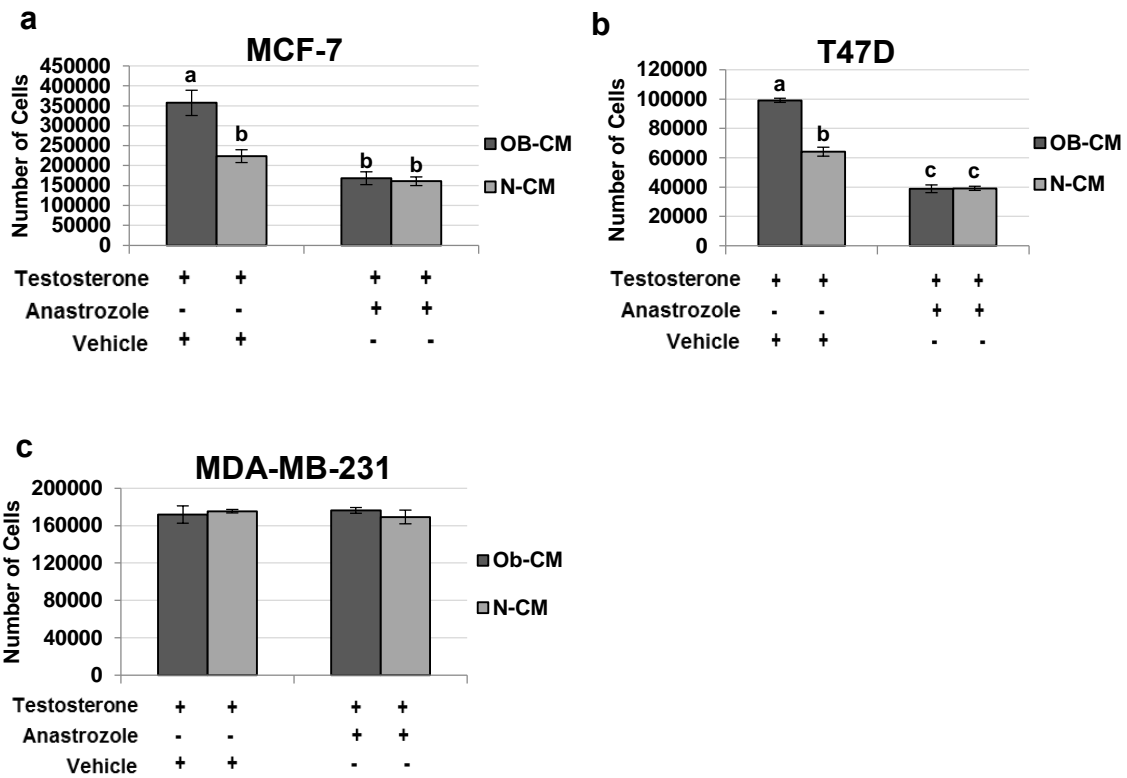 a
MCF-7
Number of Cells
450000
400000
350000
300000
250000
200000
150000
100000
50000
0
a
b
b
b
OB-CM
N-CM
Testosterone + + + +
Anastrozole - - + +
Vehicle + + - -
b
T47D
Number of Cells
120000
100000
80000
60000
40000
20000
0
a
b
c
c
OB-CM
N-CM
Testosterone + + + +
Anastrozole - - + +
Vehicle + + - -
c
MDA-MB-231
Number of Cells
200000
160000
120000
80000
40000
0
Ob-CM
N-CM
Testosterone + + + +
Anastrozole - - + +
Vehicle + + - -